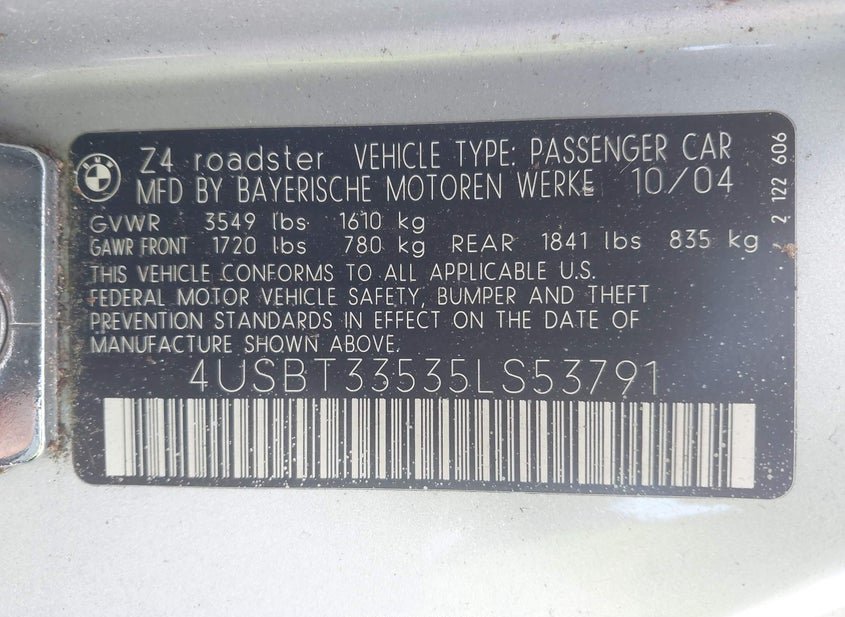 BMW
Z4 roadster VEHICLE TYPE: PASSENGER CAR
MFD BY BAYERISCHE MOTOREN WERKE 10/04
GVWR 3549 lbs 1610 kg
GAWR FRONT 1720 lbs 780 kg REAR 1841 lbs 835 kg
THIS VEHICLE CONFORMS TO ALL APPLICABLE U.S.
FEDERAL MOTOR VEHICLE SAFETY, BUMPER AND THEFT
PREVENTION STANDARDS IN EFFECT ON THE DATE OF
MANUFACTURE SHOWN ABOVE.
4USBT33535LS53791
2 122 606